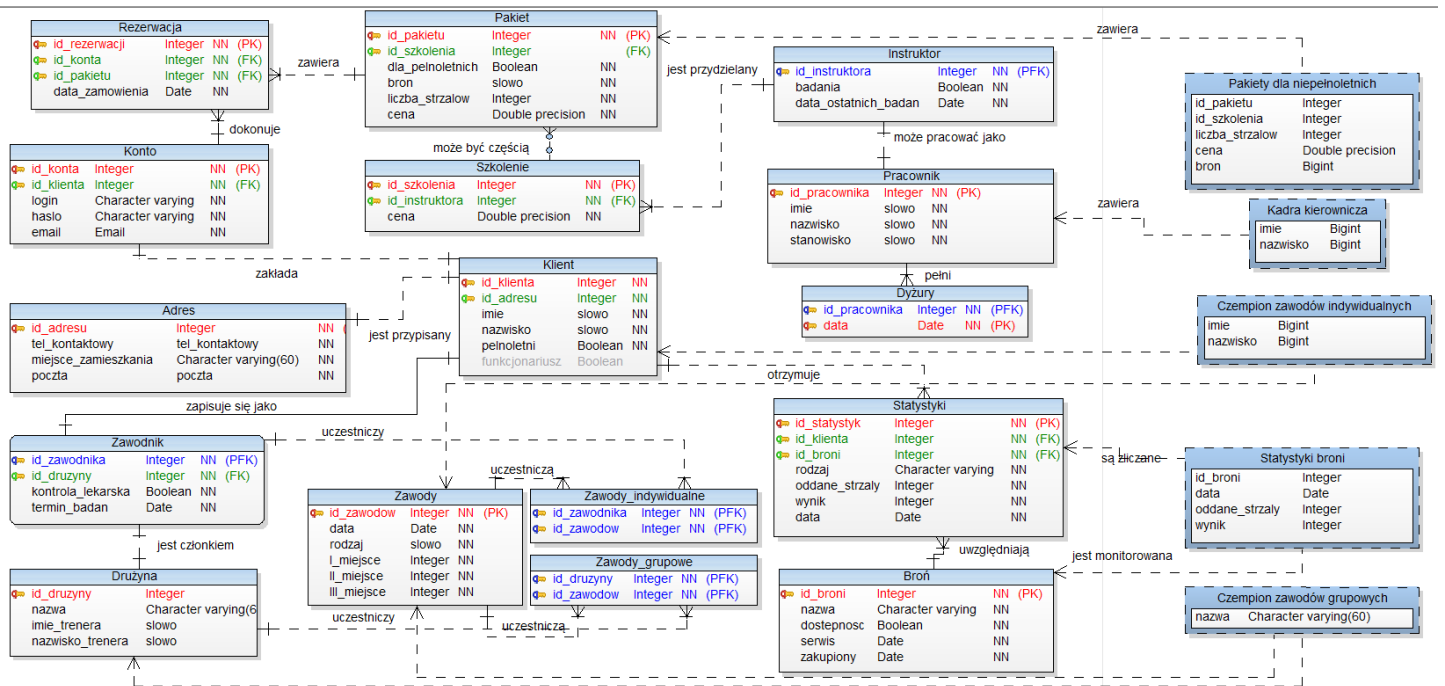 Rezerwacja
id_rezerwacji Integer NN (PK)
id_konta Integer NN (FK)
id_pakietu Integer NN (FK)
data_zamowienia Date NN
zawiera
Pakiet
id_pakietu Integer NN (PK)
id_szkolenia Integer (FK)
dla_pelnoletnich Boolean NN
bron slowo NN
liczba_strzalow Integer NN
cena Double precision NN
zawiera
Instruktor
id_instruktora Integer NN (PFK)
badania Boolean NN
data_ostatnich_badan Date NN
jest przydzielany
Pakiety dla niepełnoletnich
id_pakietu Integer
id_szkolenia Integer
liczba_strzalow Integer
cena Double precision
bron Bigint
dokonuje
może być częścią
może pracować jako
Konto
id_konta Integer NN (PK)
id_klienta Integer NN (FK)
login Character varying NN
haslo Character varying NN
email Email NN
Szkolenie
id_szkolenia Integer NN (PK)
id_instruktora Integer NN (FK)
cena Double precision NN
Pracownik
id_pracownika Integer NN (PK)
imie slowo NN
nazwisko slowo NN
stanowisko slowo NN
zawiera
Kadra kierownicza
imie Bigint
nazwisko Bigint
zakłada
Klient
id_klienta Integer NN
id_adresu Integer NN
imie slowo NN
nazwisko slowo NN
pelnoletni Boolean NN
funkcjonariusz Boolean
pełni
Dyżury
id_pracownika Integer NN (PFK)
data Date NN (PK)
Czempion zawodów indywidualnych
imie Bigint
nazwisko Bigint
Adres
id_adresu Integer NN (
tel_kontaktowy tel_kontaktowy NN
miejsce_zamieszkania Character varying(60) NN
poczta poczta NN
jest przypisany
otrzymuje
zapisuje się jako
Statystyki
id_statystyk Integer NN (PK)
id_klienta Integer NN (FK)
id_broni Integer NN (FK)
rodzaj Character varying NN
oddane_strzaly Integer NN
wynik Integer NN
data Date NN
są zliczane
Statystyki broni
id_broni Integer
data Date
oddane_strzaly Integer
wynik Integer
Zawodnik
id_zawodnika Integer NN (PFK)
id_druzyny Integer NN (FK)
kontrola_lekarska Boolean NN
termin_badan Date NN
uczestniczy
uczestniczą
Zawody
id_zawodow Integer NN (PK)
data Date NN
rodzaj slowo NN
I_miejsce Integer NN
II_miejsce Integer NN
III_miejsce Integer NN
Zawody_indywidualne
id_zawodnika Integer NN (PFK)
id_zawodow Integer NN (PFK)
jest członkiem
uwzględniają
jest monitorowana
Zawody_grupowe
id_druzyny Integer NN (PFK)
id_zawodow Integer NN (PFK)
Drużyna
id_druzyny Integer
nazwa Character varying(6
imie_trenera slowo
nazwisko_trenera slowo
uczestniczy
uczestniczą
Broń
id_broni Integer NN (PK)
nazwa Character varying NN
dostepnosc Boolean NN
serwis Date NN
zakupiony Date NN
Czempion zawodów grupowych
nazwa Character varying(60)